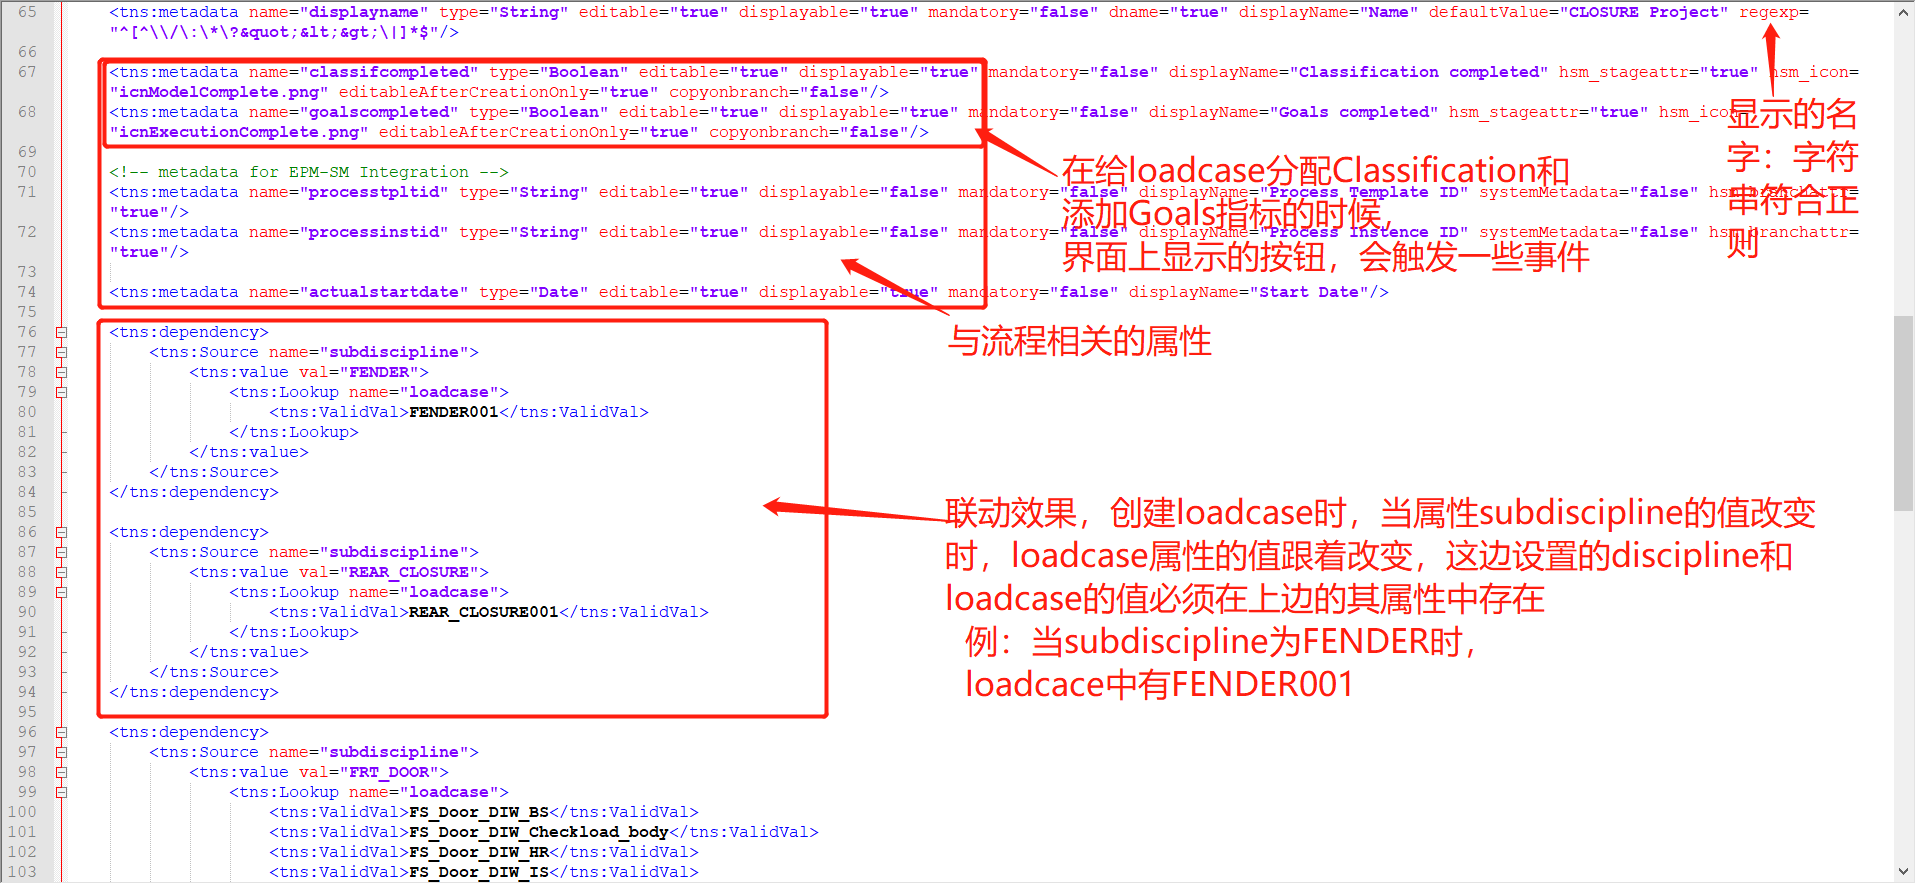 65 <tns:metadata name="displayname" type="String" editable="true" displayable="true" mandatory="false" dname="true" displayName="Name" defaultValue="CLOSURE Project" regexp=
"^[^\\/\:\*\?&quot;&lt;&gt;\|]*$"/>
66
67 <tns:metadata name="classifcompleted" type="Boolean" editable="true" displayable="true" mandatory="false" displayName="Classification completed" hsm_stageattr="true" hsm_icon=
"icnModelComplete.png" editableAfterCreationOnly="true" copyonbranch="false"/>
68 <tns:metadata name="goalscompleted" type="Boolean" editable="true" displayable="true" mandatory="false" displayName="Goals completed" hsm_stageattr="true" hsm_icon=
"icnExecutionComplete.png" editableAfterCreationOnly="true" copyonbranch="false"/>
显示的名
字：字符
串符合正
则
69
在给loadcase分配Classification和
添加Goals指标的时候，
界面上显示的按钮，会触发一些事件
70 <!-- metadata for EPM-SM Integration -->
71 <tns:metadata name="processtpltid" type="String" editable="true" displayable="false" mandatory="false" displayName="Process Template ID" systemMetadata="false" hsm_branchattr=
"true"/>
72 <tns:metadata name="processinstid" type="String" editable="true" displayable="false" mandatory="false" displayName="Process Instence ID" systemMetadata="false" hsm_branchattr=
"true"/>
73
74 <tns:metadata name="actualstartdate" type="Date" editable="true" displayable="true" mandatory="false" displayName="Start Date"/>
75
与流程相关的属性
76 <tns:dependency>
77 <tns:Source name="subdiscipline">
78 <tns:value val="FENDER">
79 <tns:Lookup name="loadcase">
80 <tns:ValidVal>FENDER001</tns:ValidVal>
81 </tns:Lookup>
82 </tns:value>
83 </tns:Source>
84 </tns:dependency>
85
联动效果，创建loadcase时，当属性subdiscipline的值改变
时，loadcase属性的值跟着改变，这边设置的discipline和
loadcase的值必须在上边的其属性中存在
例：当subdiscipline为FENDER时，
loadcace中有FENDER001
86 <tns:dependency>
87 <tns:Source name="subdiscipline">
88 <tns:value val="REAR_CLOSURE">
89 <tns:Lookup name="loadcase">
90 <tns:ValidVal>REAR_CLOSURE001</tns:ValidVal>
91 </tns:Lookup>
92 </tns:value>
93 </tns:Source>
94 </tns:dependency>
95
96 <tns:dependency>
97 <tns:Source name="subdiscipline">
98 <tns:value val="FRT_DOOR">
99 <tns:Lookup name="loadcase">
100 <tns:ValidVal>FS_Door_DIW_BS</tns:ValidVal>
101 <tns:ValidVal>FS_Door_DIW_Checkload_body</tns:ValidVal>
102 <tns:ValidVal>FS_Door_DIW_HR</tns:ValidVal>
103 <tns:ValidVal>FS_Door_DIW_IS</tns:ValidVal>